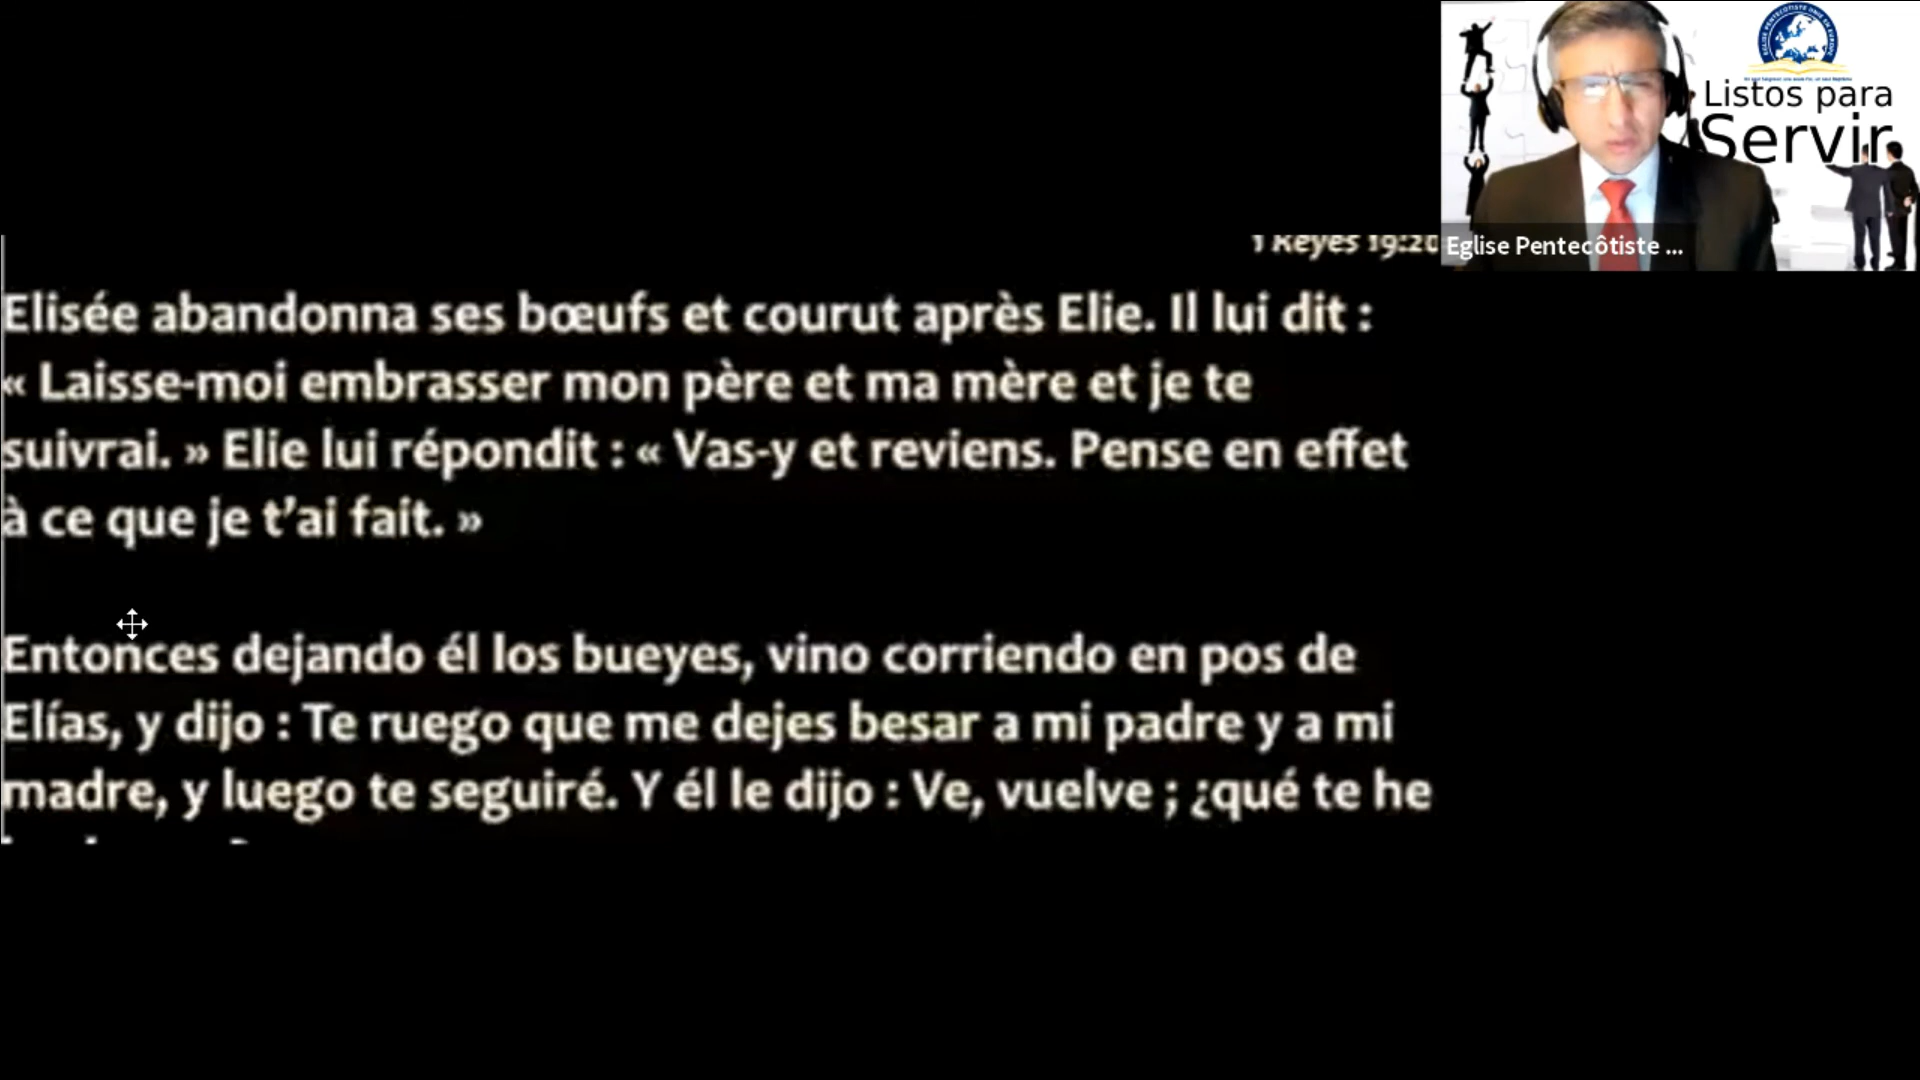 Listos para
Servir
Eglise Pentecôtiste ...
1 Reyes 19:20
Elisée abandonna ses bœufs et courut après Elie. Il lui dit :
« Laisse-moi embrasser mon père et ma mère et je te
suivrai. » Elie lui répondit : « Vas-y et reviens. Pense en effet
à ce que je t’ai fait. »
Entonces dejando él los bueyes, vino corriendo en pos de
Elías, y dijo : Te ruego que me dejes besar a mi padre y a mi
madre, y luego te seguiré. Y él le dijo : Ve, vuelve ; ¿qué te he